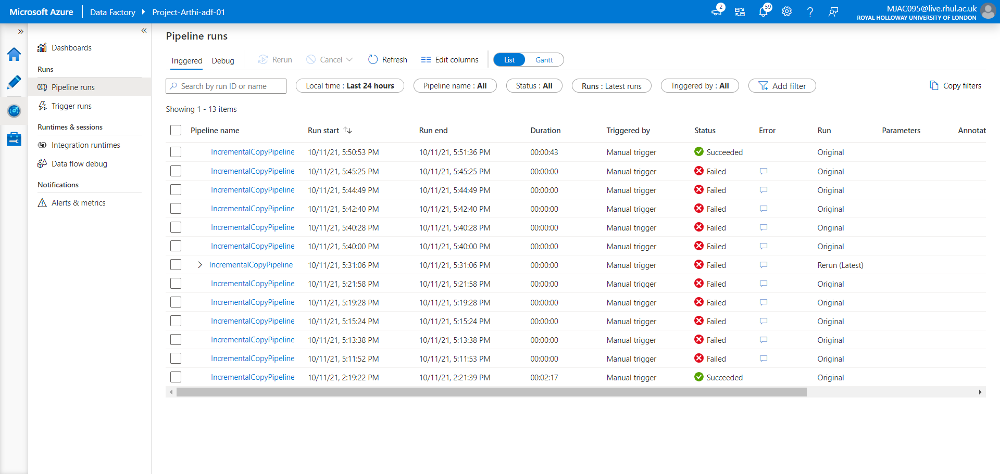 Microsoft Azure Data Factory Project-Arthi-adf-01 2 59 MJAC095@live.rhul.ac.uk
ROYAL HOLLOWAY UNIVERSITY OF LONDON
Dashboards
Runs
Pipeline runs
Trigger runs
Runtimes & sessions
Integration runtimes
Data flow debug
Notifications
Alerts & metrics
Pipeline runs
Triggered Debug Rerun Cancel Refresh Edit columns List Gantt
Search by run ID or name Local time : Last 24 hours Pipeline name : All Status : All Runs : Latest runs Triggered by : All Add filter Copy filters
Showing 1 - 13 items
Pipeline name Run start Run end Duration Triggered by Status Error Run Parameters Annotat
IncrementalCopyPipeline 10/11/21, 5:50:53 PM 10/11/21, 5:51:36 PM 00:00:43 Manual trigger Succeeded Original
IncrementalCopyPipeline 10/11/21, 5:45:25 PM 10/11/21, 5:45:25 PM 00:00:00 Manual trigger Failed Original
IncrementalCopyPipeline 10/11/21, 5:44:49 PM 10/11/21, 5:44:49 PM 00:00:00 Manual trigger Failed Original
IncrementalCopyPipeline 10/11/21, 5:42:40 PM 10/11/21, 5:42:40 PM 00:00:00 Manual trigger Failed Original
IncrementalCopyPipeline 10/11/21, 5:40:28 PM 10/11/21, 5:40:28 PM 00:00:00 Manual trigger Failed Original
IncrementalCopyPipeline 10/11/21, 5:40:00 PM 10/11/21, 5:40:00 PM 00:00:00 Manual trigger Failed Original
IncrementalCopyPipeline 10/11/21, 5:31:06 PM 10/11/21, 5:31:06 PM 00:00:00 Manual trigger Failed Rerun (Latest)
IncrementalCopyPipeline 10/11/21, 5:21:58 PM 10/11/21, 5:21:58 PM 00:00:00 Manual trigger Failed Original
IncrementalCopyPipeline 10/11/21, 5:19:28 PM 10/11/21, 5:19:28 PM 00:00:00 Manual trigger Failed Original
IncrementalCopyPipeline 10/11/21, 5:15:24 PM 10/11/21, 5:15:24 PM 00:00:00 Manual trigger Failed Original
IncrementalCopyPipeline 10/11/21, 5:13:38 PM 10/11/21, 5:13:38 PM 00:00:00 Manual trigger Failed Original
IncrementalCopyPipeline 10/11/21, 5:11:52 PM 10/11/21, 5:11:53 PM 00:00:00 Manual trigger Failed Original
IncrementalCopyPipeline 10/11/21, 2:19:22 PM 10/11/21, 2:21:39 PM 00:02:17 Manual trigger Succeeded Original